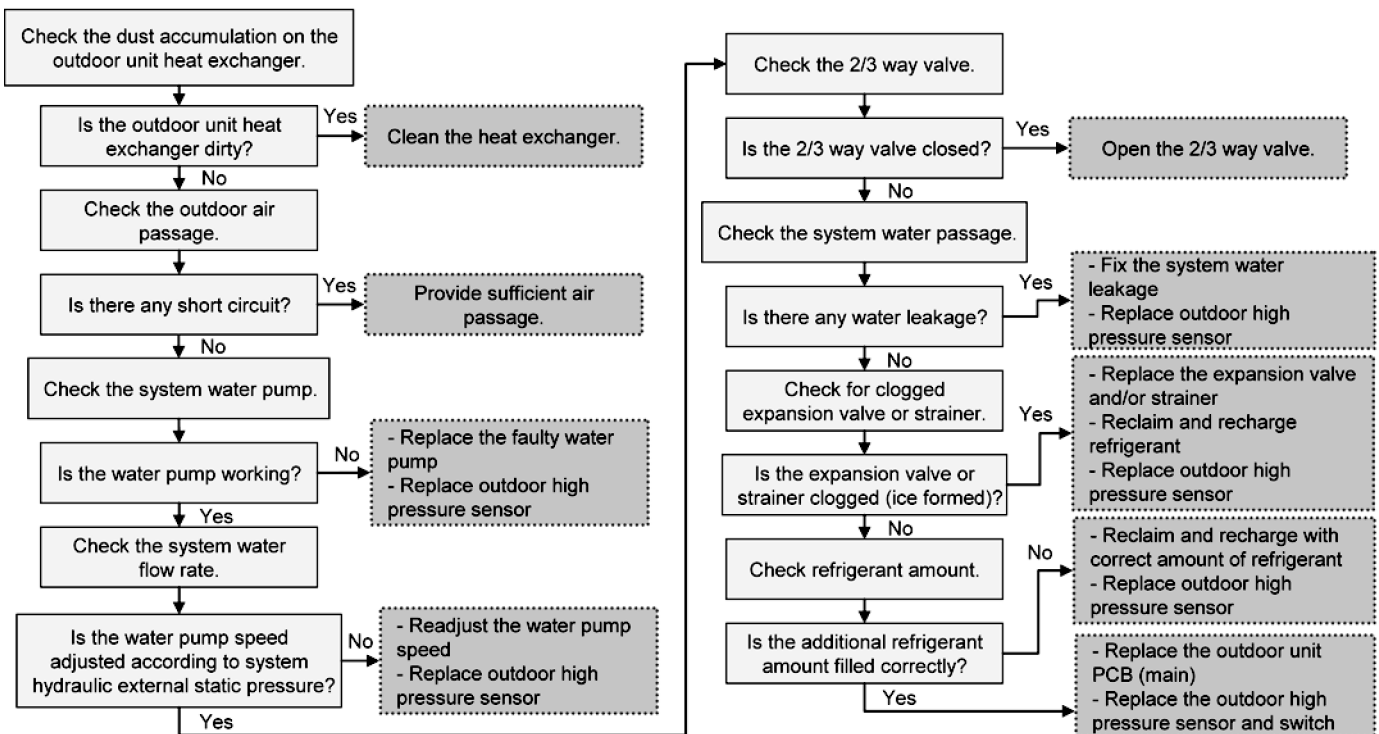 Check the dust accumulation on the
outdoor unit heat exchanger.
Is the outdoor unit heat
exchanger dirty?
Yes
Clean the heat exchanger.
No
Check the outdoor air
passage.
Is there any short circuit?
Yes
Provide sufficient air
passage.
No
Check the system water pump.
Is the water pump working?
No
- Replace the faulty water
pump
- Replace outdoor high
pressure sensor
Yes
Check the system water
flow rate.
Is the water pump speed
adjusted according to system
hydraulic external static pressure?
No
- Readjust the water pump
speed
- Replace outdoor high
pressure sensor
Yes
Check the 2/3 way valve.
Is the 2/3 way valve closed?
Yes
Open the 2/3 way valve.
No
Check the system water passage.
Is there any water leakage?
Yes
- Fix the system water
leakage
- Replace outdoor high
pressure sensor
No
Check for clogged
expansion valve or strainer.
Is the expansion valve or
strainer clogged (ice formed)?
Yes
- Replace the expansion valve
and/or strainer
- Reclaim and recharge
refrigerant
- Replace outdoor high
pressure sensor
No
Check refrigerant amount.
Is the additional refrigerant
amount filled correctly?
No
- Reclaim and recharge with
correct amount of refrigerant
- Replace outdoor high
pressure sensor
Yes
- Replace the outdoor unit
PCB (main)
- Replace the outdoor high
pressure sensor and switch